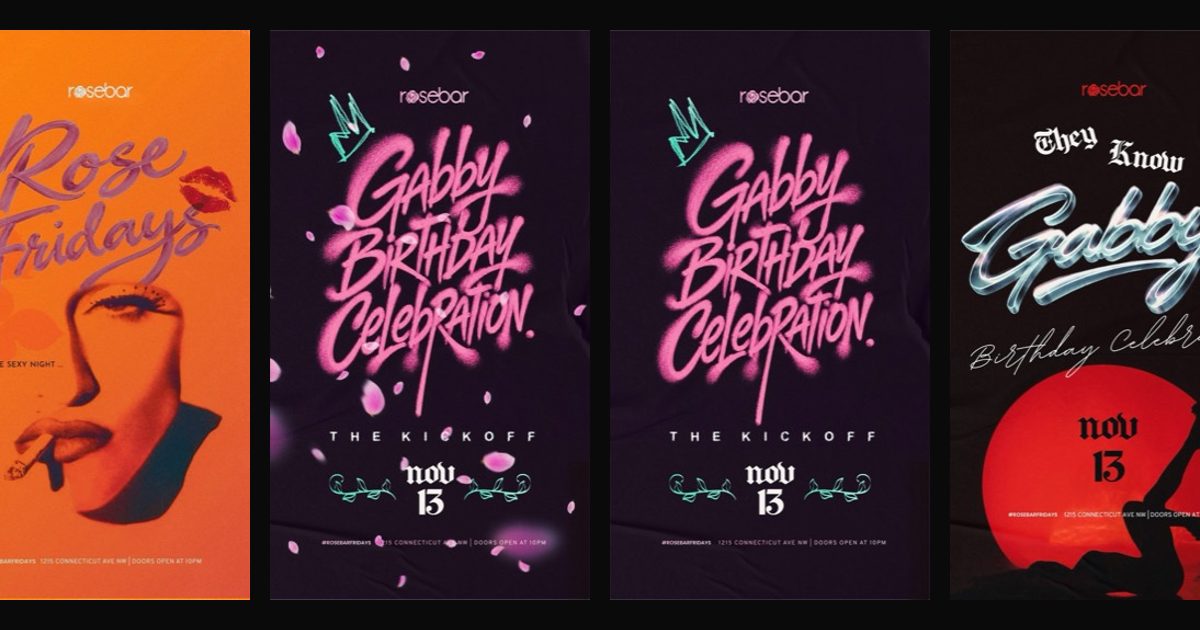 rosebar
Rose
Fridays
E SEXY NIGHT ...
BARFRIDAYS 1215 CONNECTICUT AVE NW | DOORS OPEN AT 10PM
rosebar
Gabby
Birthday
Celebration.
THE KICKOFF
nov
13
#ROSEBARFRIDAYS 1215 CONNECTICUT AVE NW | DOORS OPEN AT 10PM
rosebar
Gabby
Birthday
Celebration.
THE KICKOFF
nov
13
#ROSEBARFRIDAYS 1215 CONNECTICUT AVE NW | DOORS OPEN AT 10PM
rosebar
They Know
Gabby
Birthday Celebra
nov
13
#ROSEBARFRIDAYS 1215 CONNECTICUT AVE NW | DOORS OPEN AT